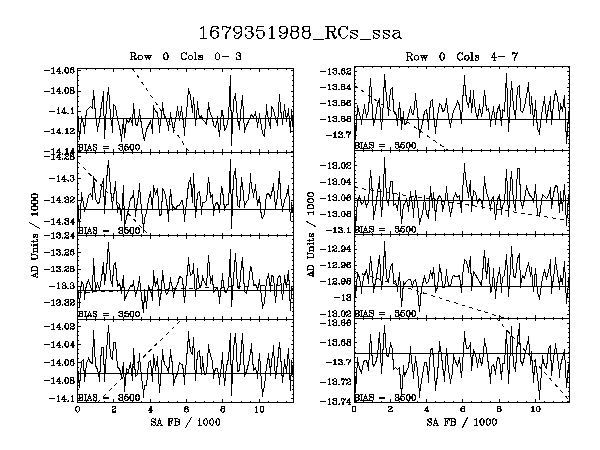 1679351988_RCs_ssa
Row 0 Cols 0- 3
Row 0 Cols 4- 7
-14.06
-14.08
-14.1
-14.12
-14.14
BIAS = 3500
-14.3
-14.32
-14.34
BIAS = 3500
-13.24
-13.26
-13.28
-13.3
-13.32
BIAS = 3500
-14.02
-14.04
-14.06
-14.08
-14.1
BIAS = 3500
0 2 4 6 8 10
SA FB / 1000
AD Units / 1000
-13.62
-13.64
-13.66
-13.68
-13.7
BIAS = 3500
-13.02
-13.04
-13.06
-13.08
-13.1
BIAS = 3500
-12.94
-12.96
-12.98
-13
-13.02
BIAS = 3500
-13.66
-13.68
-13.7
-13.72
-13.74
BIAS = 3500
0 2 4 6 8 10
SA FB / 1000
AD Units / 1000